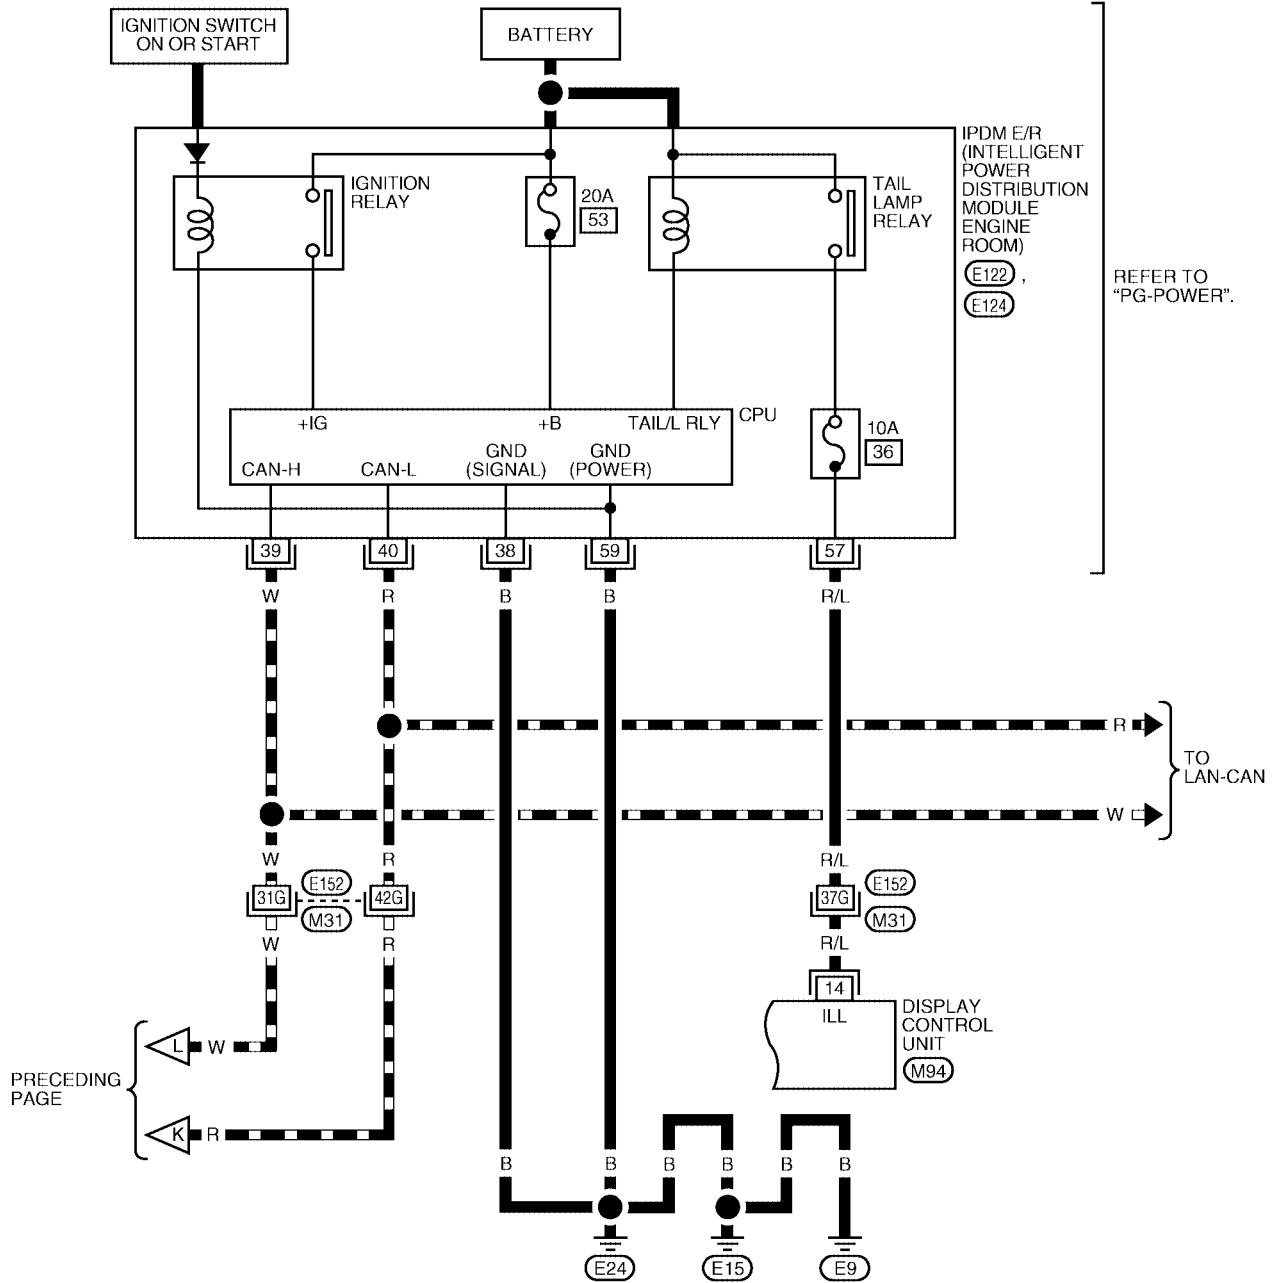 IGNITION SWITCH
ON OR START
BATTERY
IPDM E/R
(INTELLIGENT
POWER
DISTRIBUTION
MODULE
ENGINE
ROOM)
E122 ,
E124
REFER TO
“PG-POWER”.
IGNITION
RELAY
20A
53
TAIL
LAMP
RELAY
+IG
+B
TAIL/L RLY
CPU
10A
36
CAN-H
CAN-L
GND
(SIGNAL)
GND
(POWER)
39
40
38
59
57
W
R
B
B
R/L
R
TO
LAN-CAN
W
W
R
R/L
31G
E152
M31
42G
37G
E152
M31
W
R
R/L
14
ILL
DISPLAY
CONTROL
UNIT
M94
L
W
PRECEDING
PAGE
K
R
B
B
B
B
B
B
E24
E15
E9